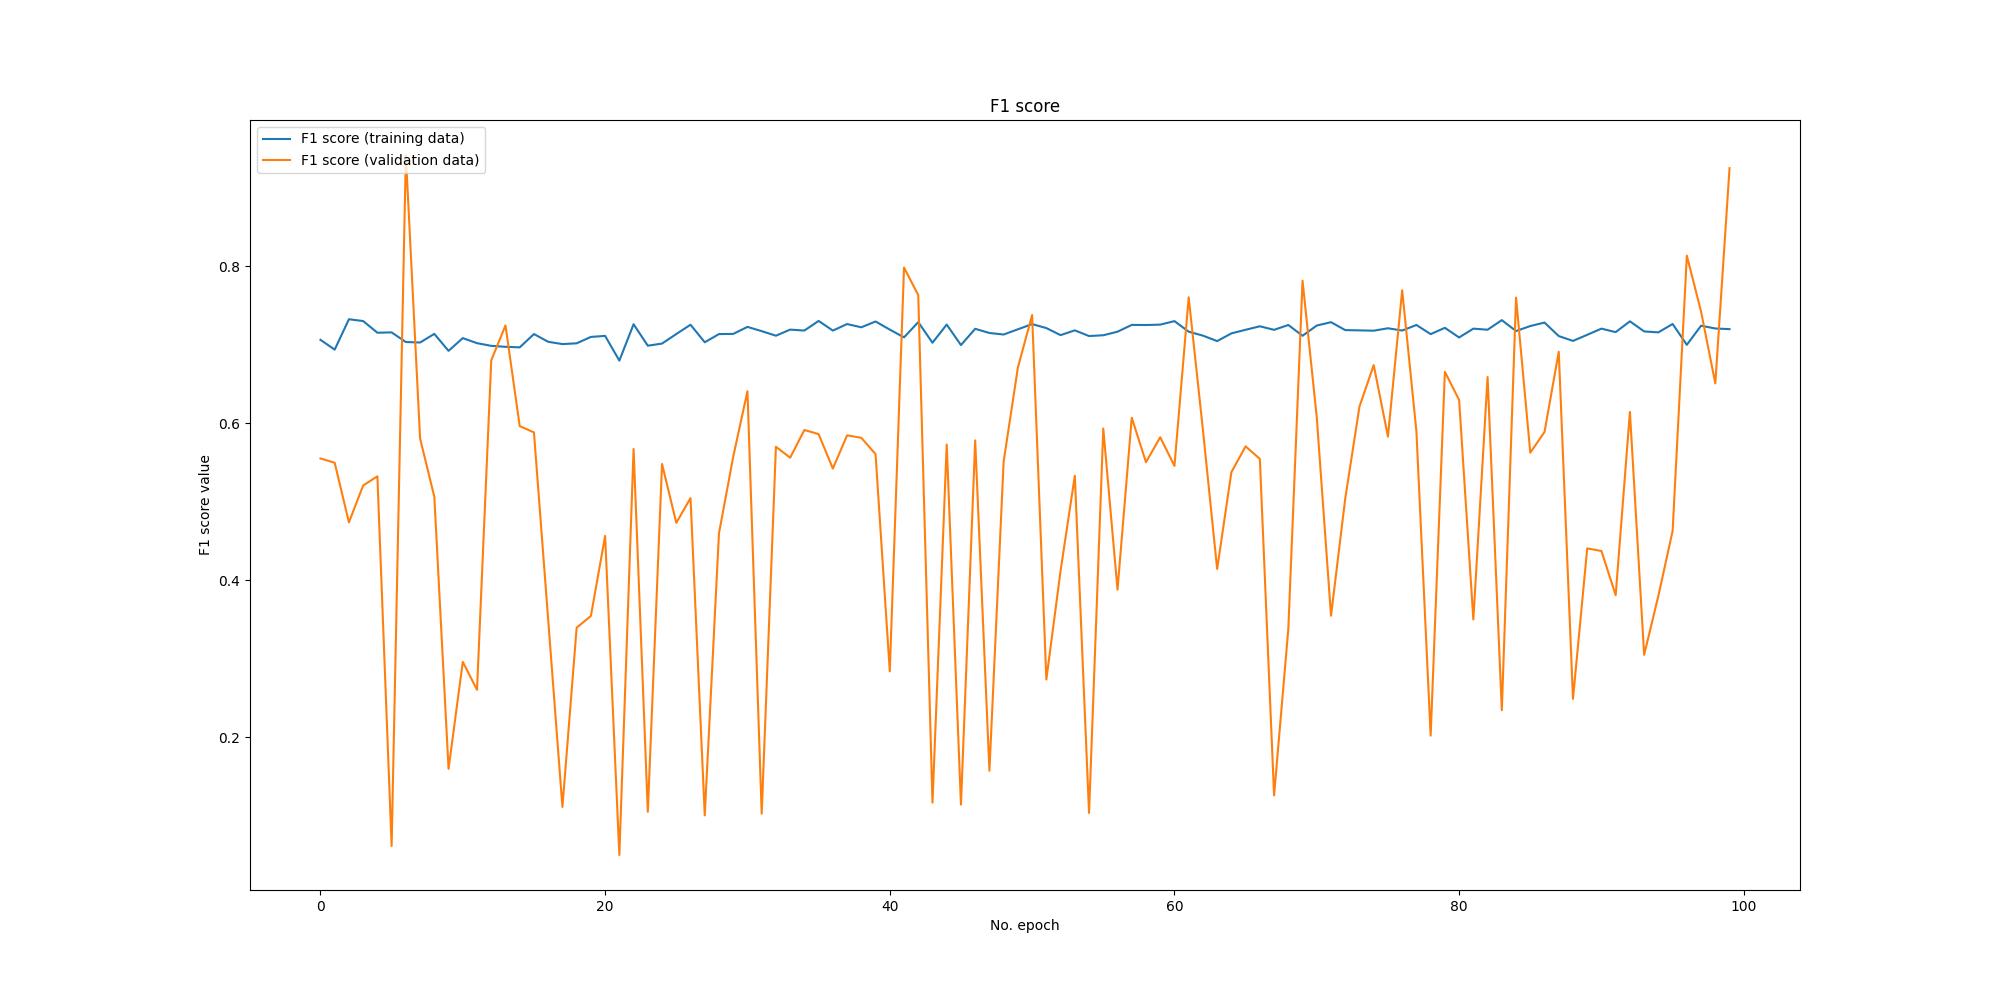 F1 score
F1 score (training data)
F1 score (validation data)
F1 score value
0.8
0.6
0.4
0.2
0
20
40
60
80
100
No. epoch